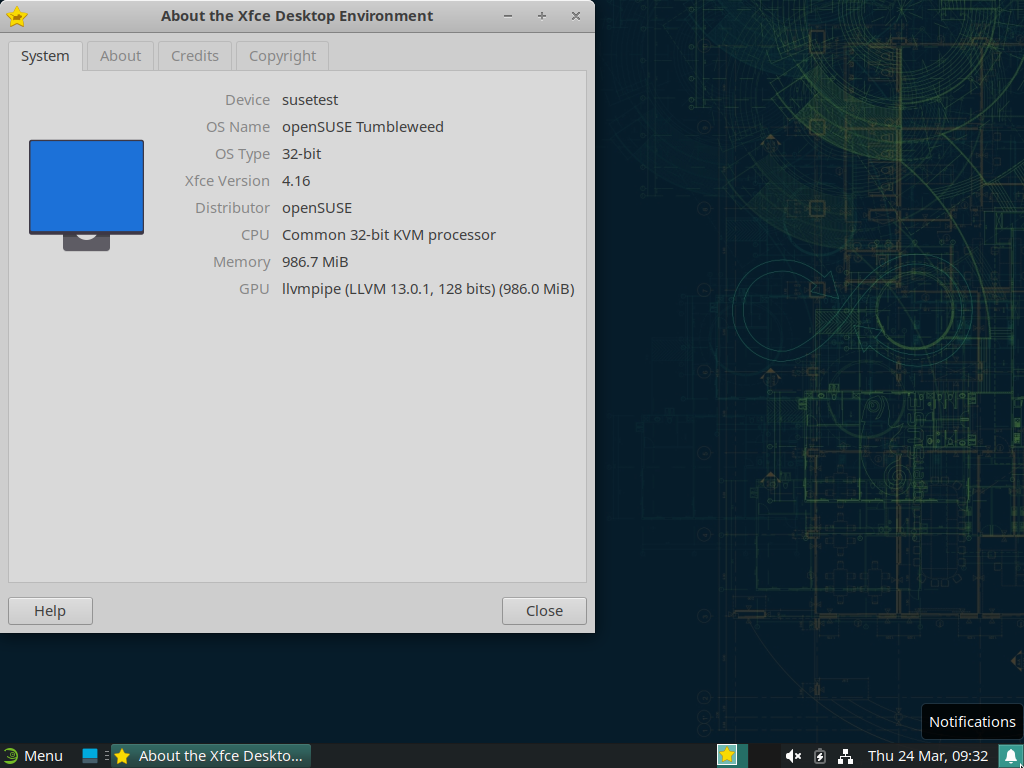 About the Xfce Desktop Environment
System About Credits Copyright
Device susetest
OS Name openSUSE Tumbleweed
OS Type 32-bit
Xfce Version 4.16
Distributor openSUSE
CPU Common 32-bit KVM processor
Memory 986.7 MiB
GPU llvmpipe (LLVM 13.0.1, 128 bits) (986.0 MiB)
Help Close
Notifications
Menu About the Xfce Deskto... Thu 24 Mar, 09:32